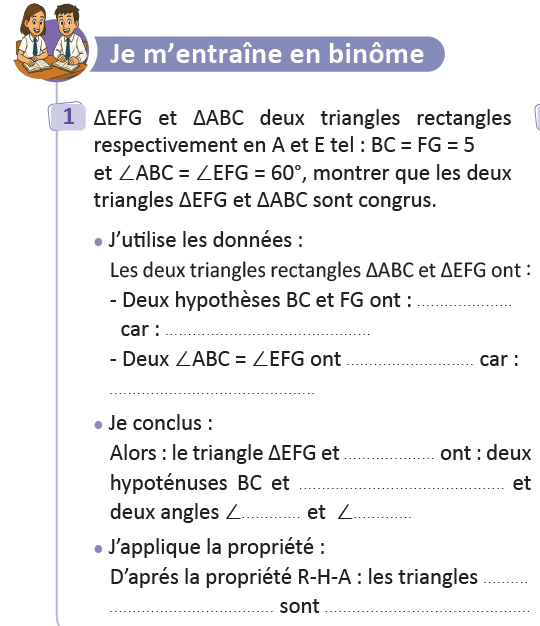 Je m’entraîne en binôme
1 ΔEFG et ΔABC deux triangles rectangles
respectivement en A et E tel : BC = FG = 5
et ∠ABC = ∠EFG = 60°, montrer que les deux
triangles ΔEFG et ΔABC sont congrus.
• J’utilise les données :
Les deux triangles rectangles ΔABC et ΔEFG ont :
- Deux hypothèses BC et FG ont : .....................
car : .............................................
- Deux ∠ABC = ∠EFG ont ............................ car :
.............................................
• Je conclus :
Alors : le triangle ΔEFG et .................... ont : deux
hypoténuses BC et ............................................. et
deux angles ∠............. et ∠.............
• J’applique la propriété :
D’aprés la propriété R-H-A : les triangles ..........
.................................... sont .............................................